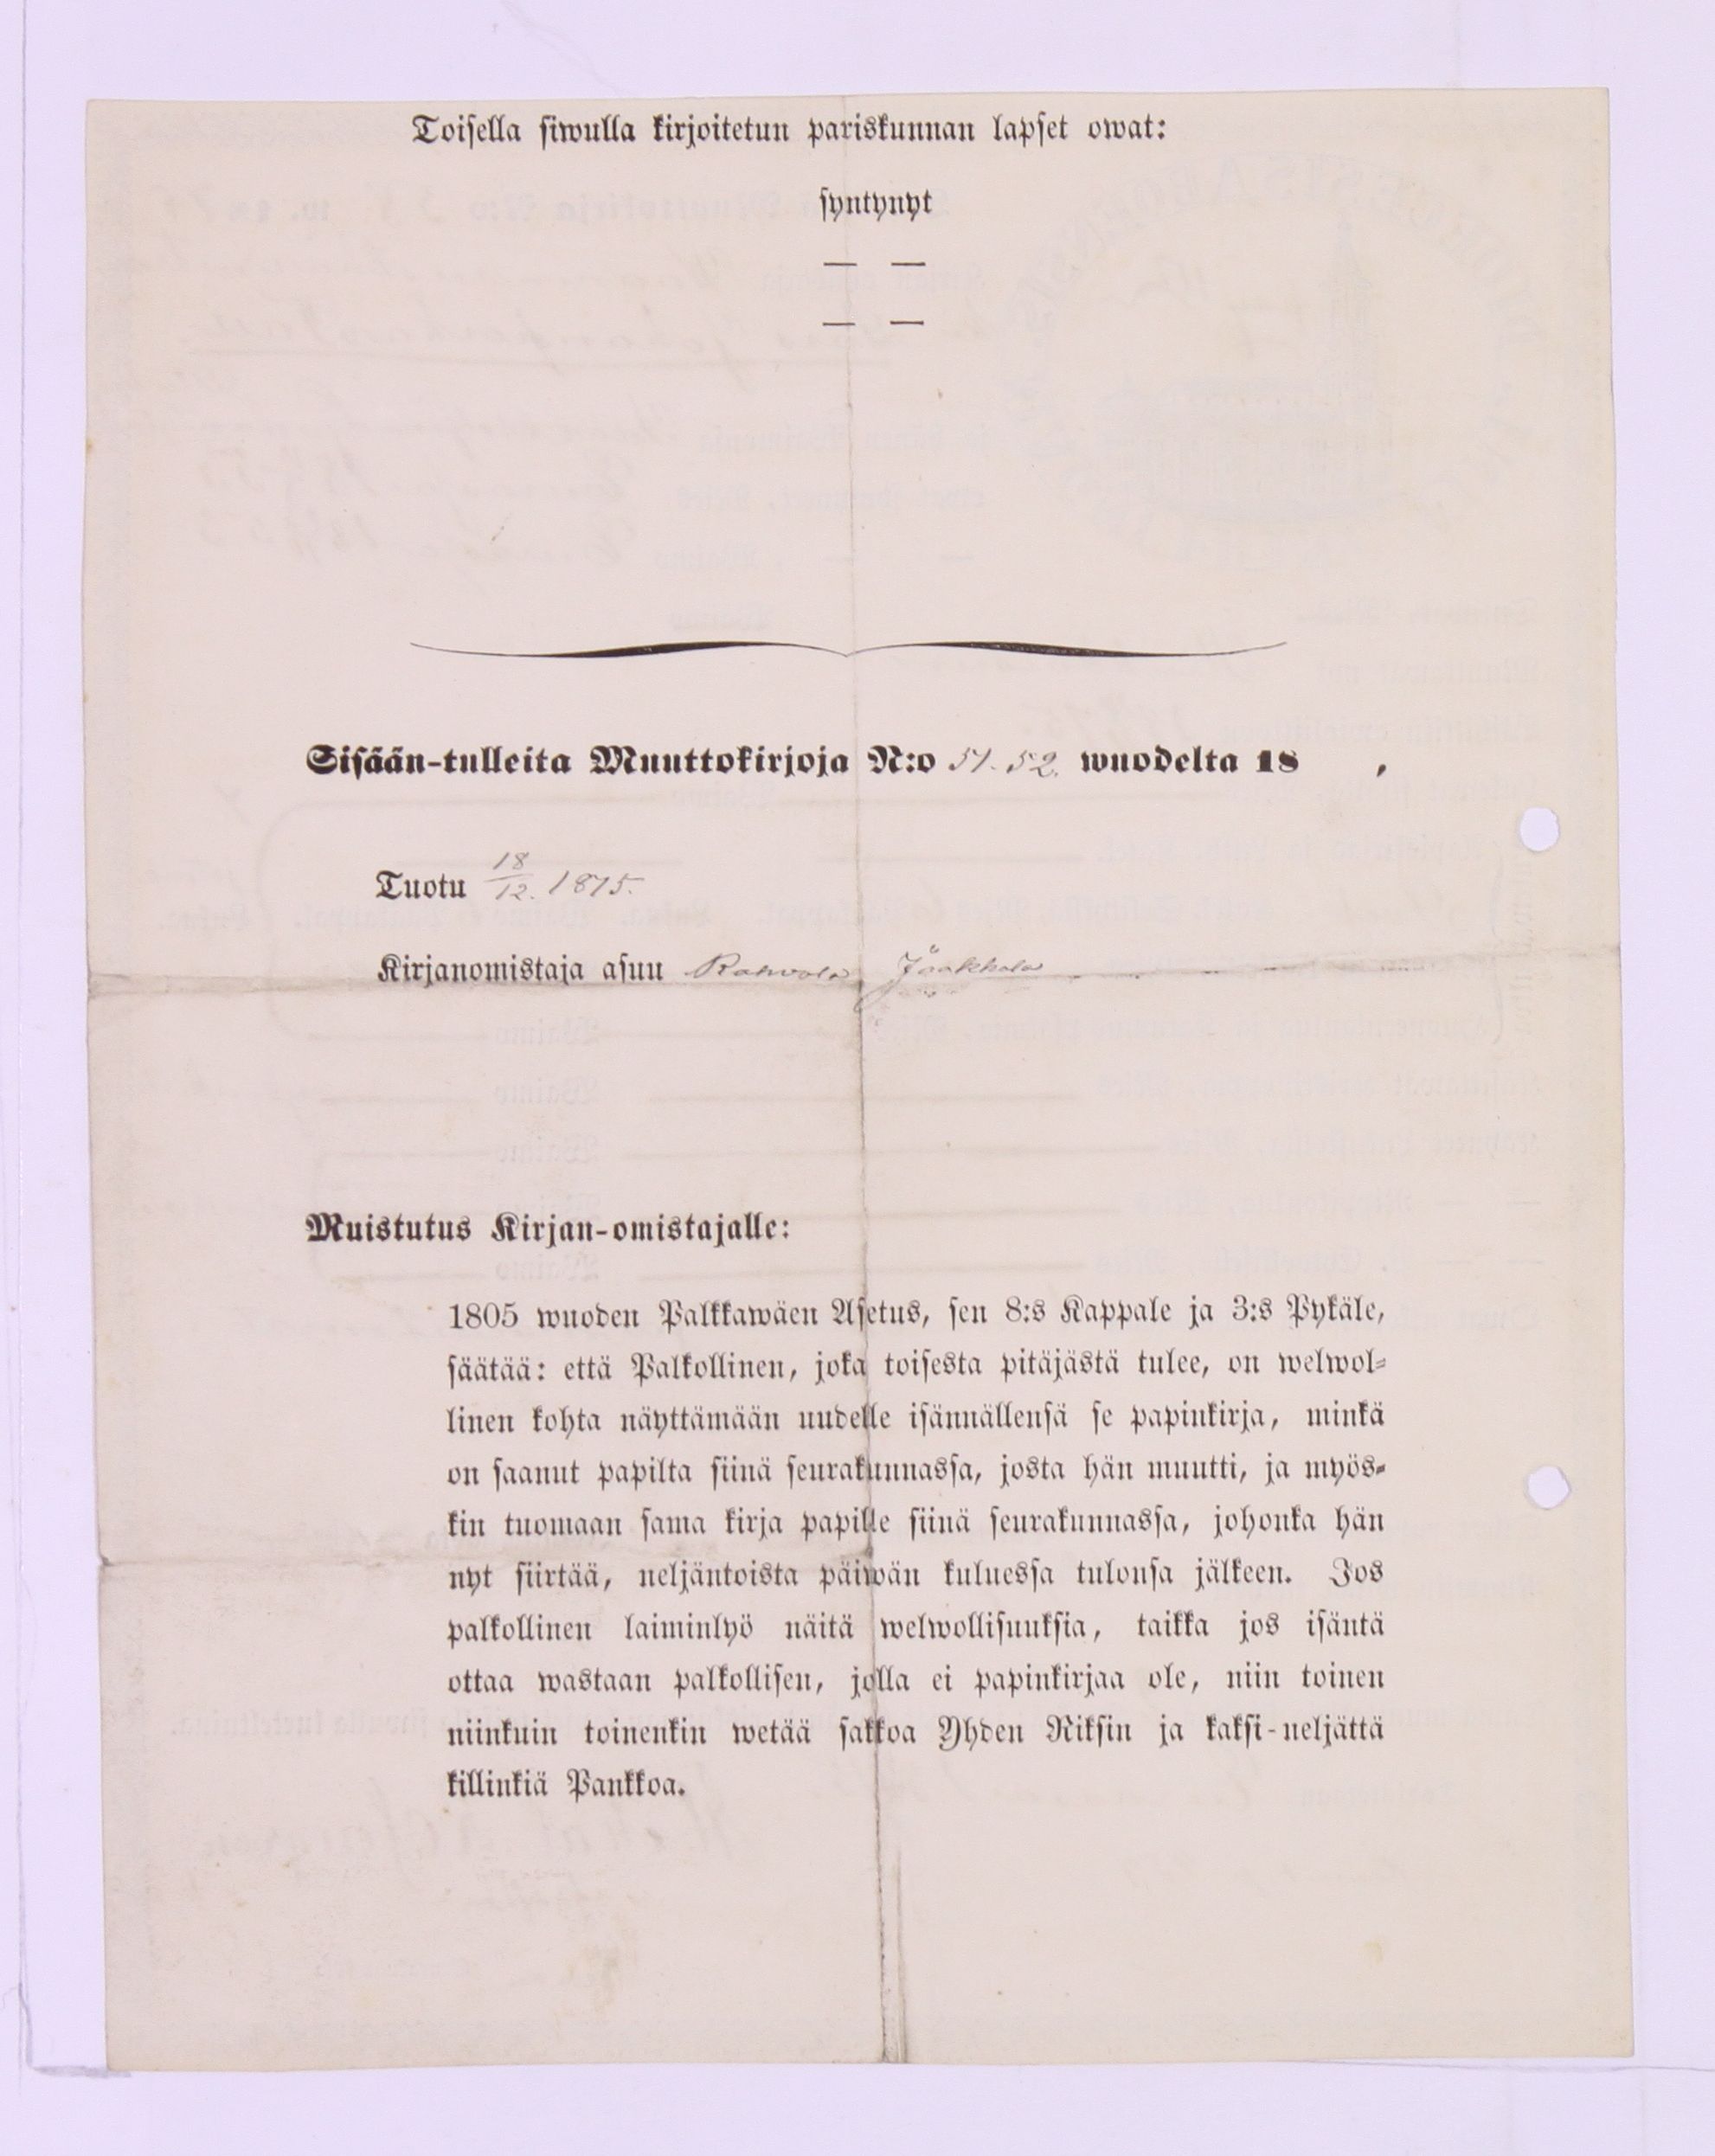 Toisella siwulla kirjoitetun pariskunnan lapset owat:
syntynyt
— —
— —
Sisään-tulleita Muuttokirjoja N:o 51. 52. wuodelta 18 ,
Tuotu 18/12. 1875.
Kirjanomistaja asuu Jaakkola
Muistutus Kirjan-omistajalle:
1805 wuoden Palkkawäen Asetus, sen 8:s Kappale ja 3:s Pykäle,
säätää: että Palkollinen, joka toisesta pitäjästä tulee, on welwol-
linen kohta näyttämään uudelle isännällensä se papinkirja, minkä
on saanut papilta siinä seurakunnassa, josta hän muutti, ja myös-
kin tuomaan sama kirja papille siinä seurakunnassa, johonka hän
nyt siirtää, neljäntoista päiwän kuluessa tulonsa jälkeen. Jos
palkollinen laiminlyö näitä welwollisuuksia, taikka jos isäntä
ottaa wastaan palkollisen, jolla ei papinkirjaa ole, niin toinen
niinkuin toinenkin wetää sakkoa Yhden Riksin ja kaksi-neljättä
killinkiä Pankkoa.